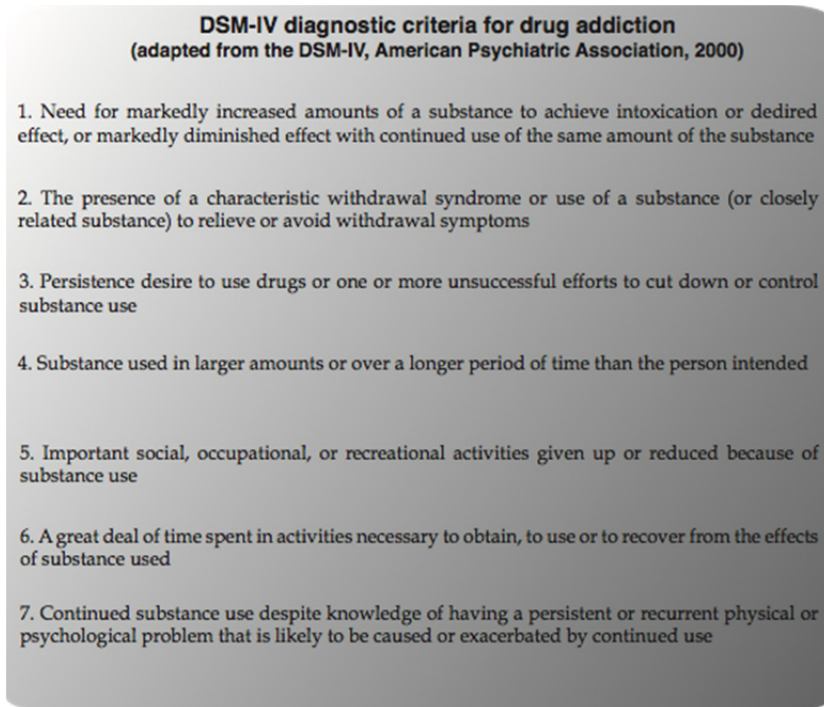 DSM-IV diagnostic criteria for drug addiction
(adapted from the DSM-IV, American Psychiatric Association, 2000)
1. Need for markedly increased amounts of a substance to achieve intoxication or dedired
effect, or markedly diminished effect with continued use of the same amount of the substance
2. The presence of a characteristic withdrawal syndrome or use of a substance (or closely
related substance) to relieve or avoid withdrawal symptoms
3. Persistence desire to use drugs or one or more unsuccessful efforts to cut down or control
substance use
4. Substance used in larger amounts or over a longer period of time than the person intended
5. Important social, occupational, or recreational activities given up or reduced because of
substance use
6. A great deal of time spent in activities necessary to obtain, to use or to recover from the effects
of substance used
7. Continued substance use despite knowledge of having a persistent or recurrent physical or
psychological problem that is likely to be caused or exacerbated by continued use